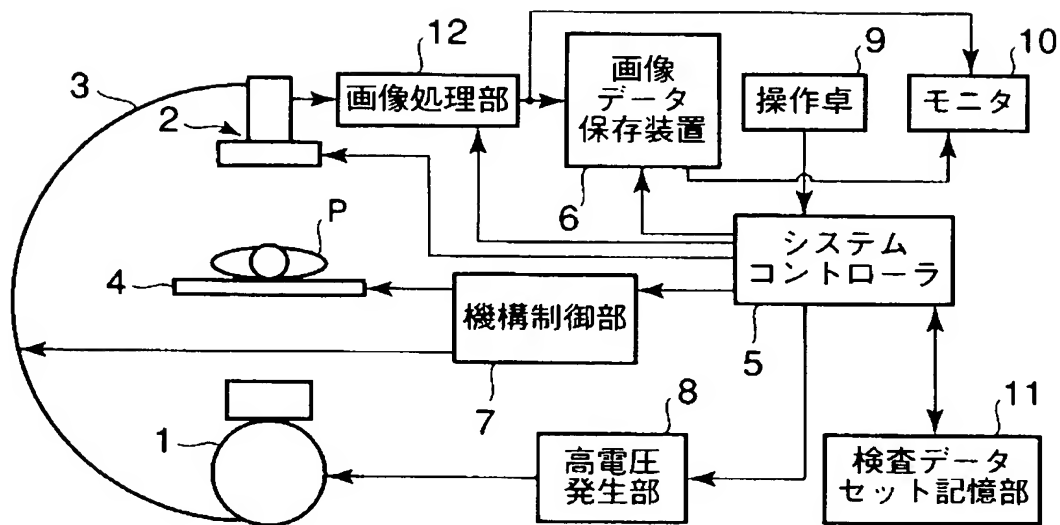 12
画像処理部
3
2
画像
データ
保存装置
6
9
操作卓
10
モニタ
P
4
システム
コントローラ
5
機構制御部
7
1
8
高電圧
発生部
11
検査データ
セット記憶部